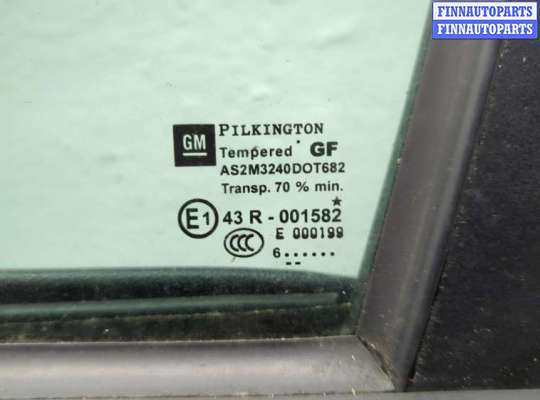 FINNAUTOPARTS
FINNAUTOPARTS
GM
PILKINGTON
Tempered GF
AS2M3240DOT682
Transp. 70 % min.
E1 43 R - 001582
CCC E 000199
6......
--